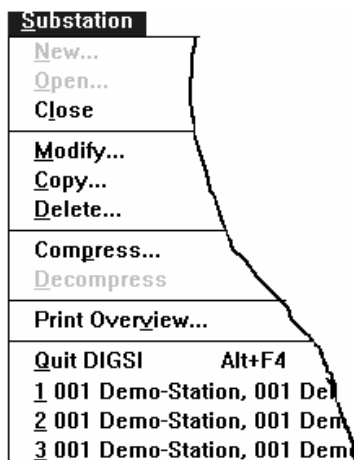 Substation
New...
Open...
Close
Modify...
Copy...
Delete...
Compress...
Decompress
Print Overview...
Quit DIGSI Alt+F4
1 001 Demo-Station, 001 De
2 001 Demo-Station, 001 Dem
3 001 Demo-Station, 001 Dem